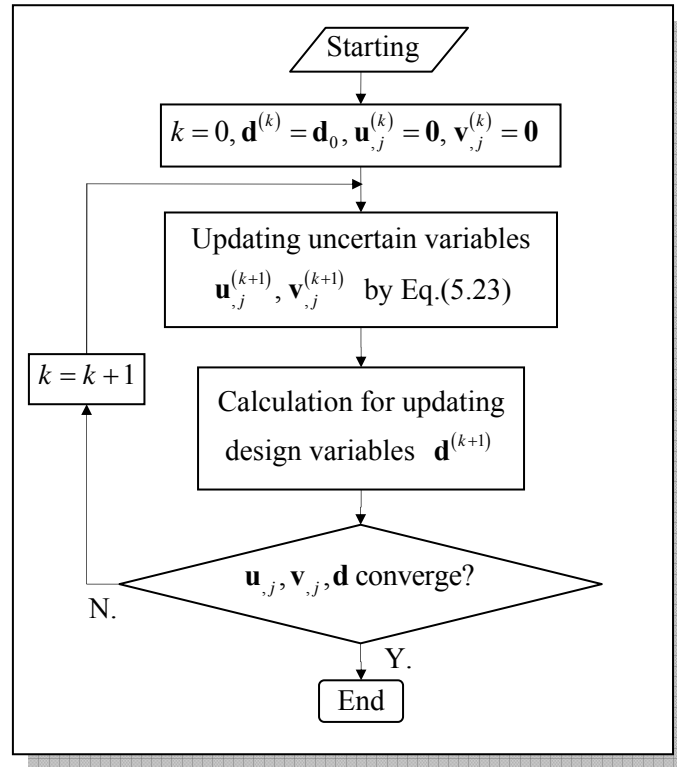 Starting
k = 0, d^(k) = d_0, u_{,j}^(k) = 0, v_{,j}^(k) = 0
Updating uncertain variables
u_{,j}^(k+1), v_{,j}^(k+1) by Eq.(5.23)
k = k + 1
Calculation for updating
design variables d^(k+1)
u_{,j}, v_{,j}, d converge?
N.
Y.
End